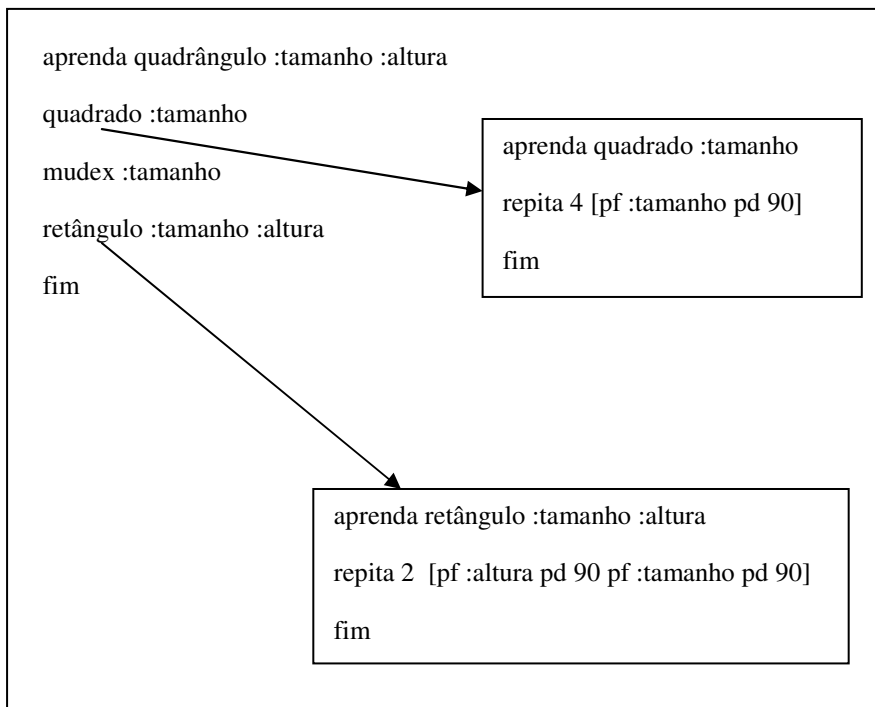 aprenda quadrângulo :tamanho :altura
quadrado :tamanho
mudex :tamanho
retângulo :tamanho :altura
fim
aprenda quadrado :tamanho
repita 4 [pf :tamanho pd 90]
fim
aprenda retângulo :tamanho :altura
repita 2 [pf :altura pd 90 pf :tamanho pd 90]
fim